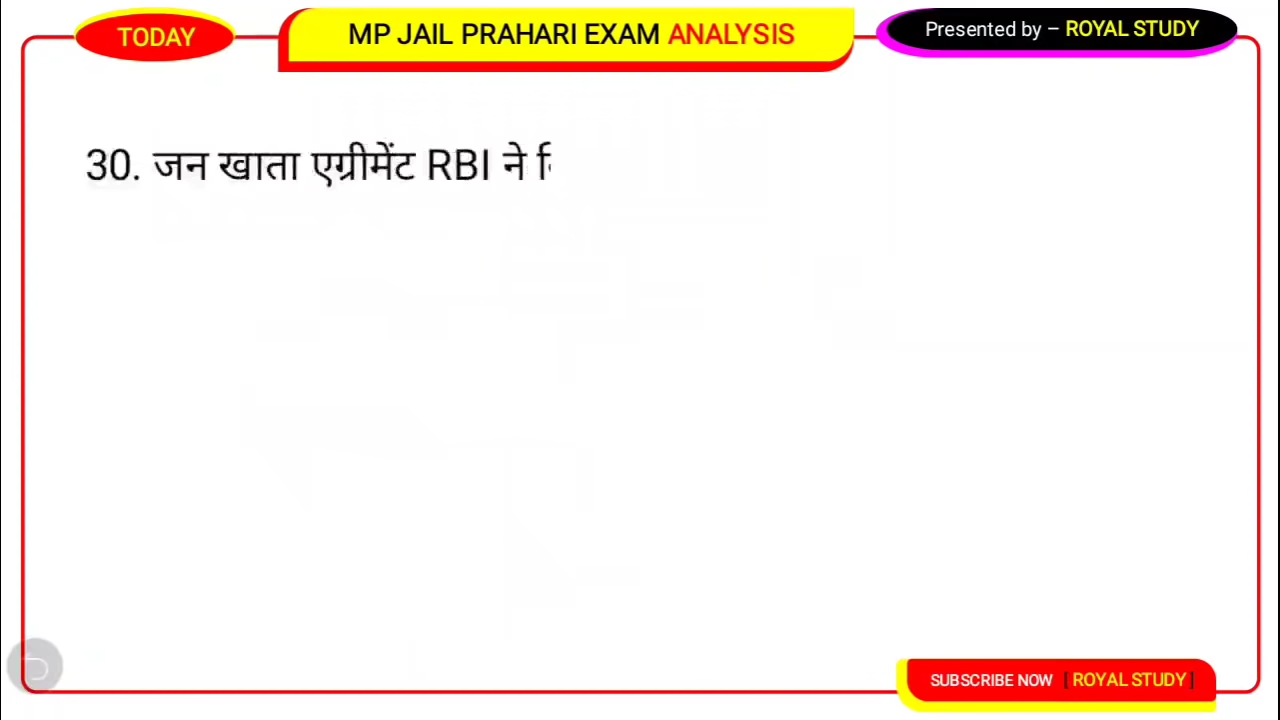 TODAY
MP JAIL PRAHARI EXAM ANALYSIS
Presented by – ROYAL STUDY
30. जन खाता एग्रीमेंट RBI ने
SUBSCRIBE NOW [ ROYAL STUDY ]